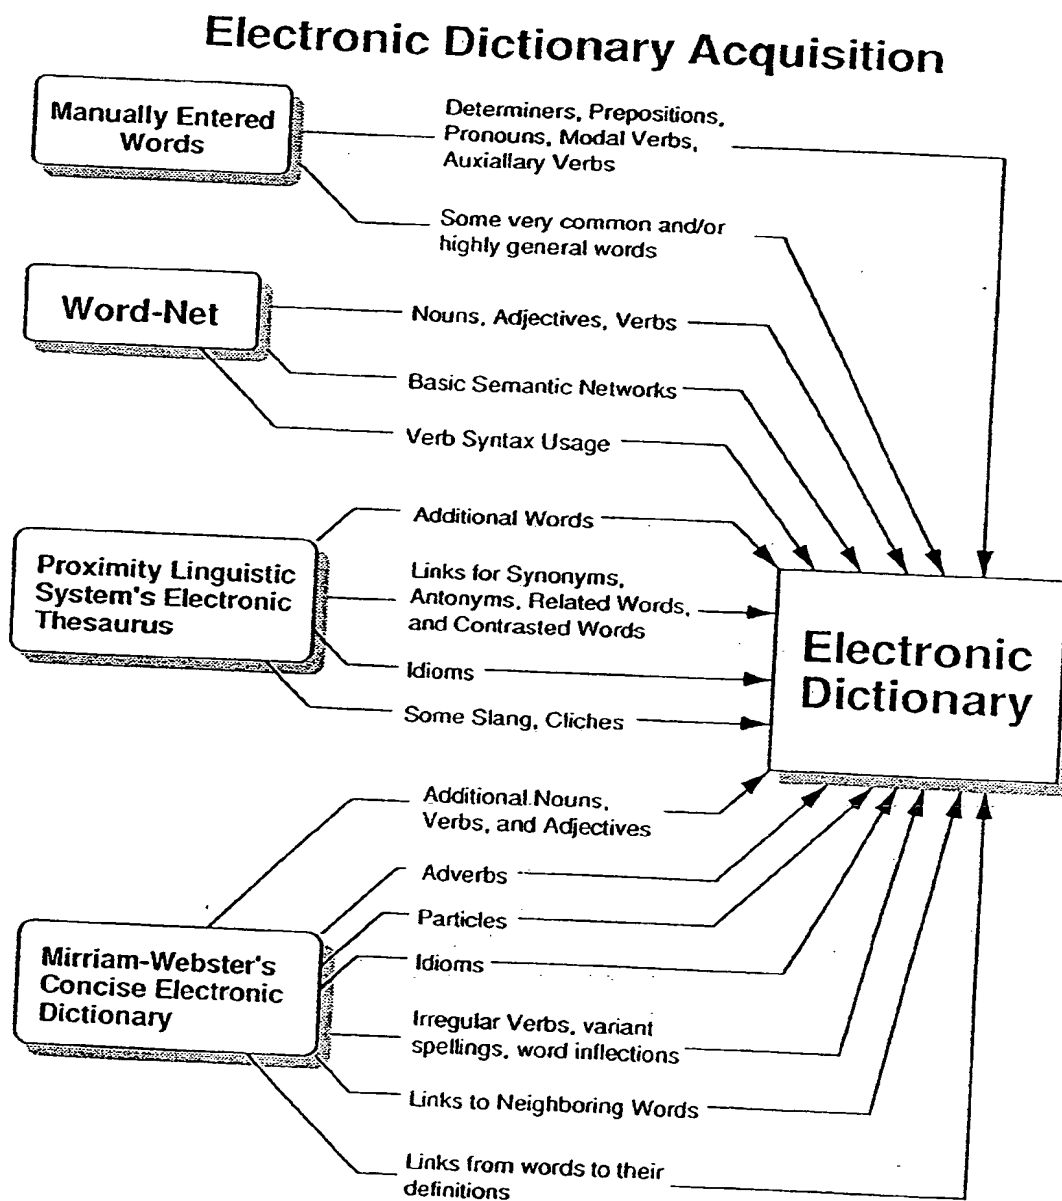 Electronic Dictionary Acquisition
Manually Entered
Words
Determiners, Prepositions,
Pronouns, Modal Verbs,
Auxiallary Verbs
Some very common and/or
highly general words
Word-Net
Nouns, Adjectives, Verbs
Basic Semantic Networks
Verb Syntax Usage
Proximity Linguistic
System's Electronic
Thesaurus
Additional Words
Links for Synonyms,
Antonyms, Related Words,
and Contrasted Words
Idioms
Some Slang, Cliches
Electronic
Dictionary
Mirriam-Webster's
Concise Electronic
Dictionary
Additional Nouns,
Verbs, and Adjectives
Adverbs
Particles
Idioms
Irregular Verbs, variant
spellings, word inflections
Links to Neighboring Words
Links from words to their
definitions